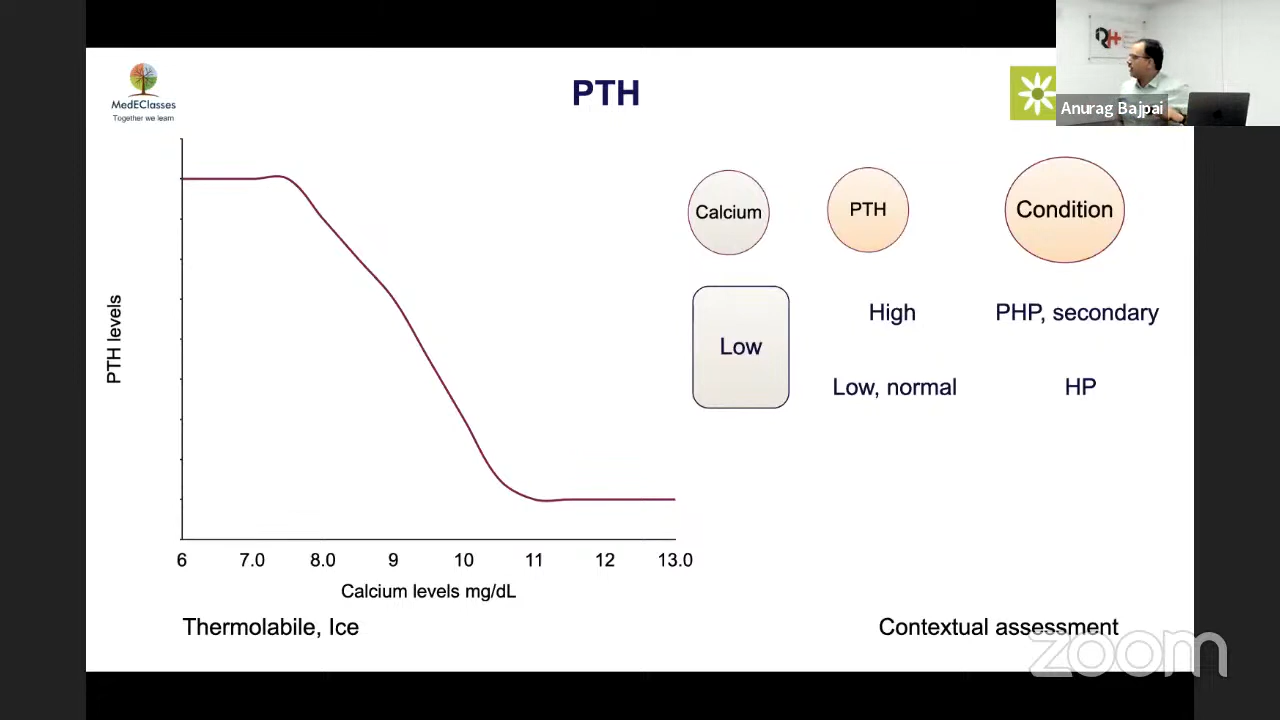 MedEClasses
Together we learn
PTH
Anurag Bajpai
PTH levels
6 7.0 8.0 9 10 11 12 13.0
Calcium levels mg/dL
Thermolabile, Ice
Calcium PTH Condition
Low
High PHP, secondary
Low, normal HP
Contextual assessment
zoom